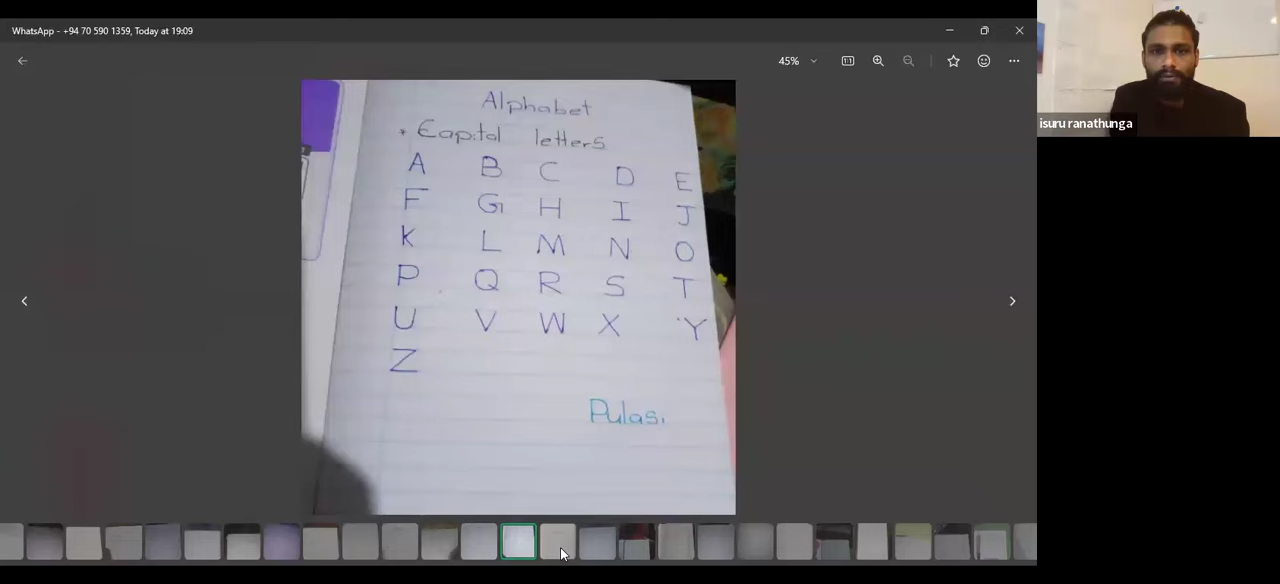 WhatsApp - +94 70 590 1359, Today at 19:09
45%
isuru ranathunga
Alphabet
* Capital letters
A B C D E
F G H I J
K L M N O
P Q R S T
U V W X Y
Z
Pulas.